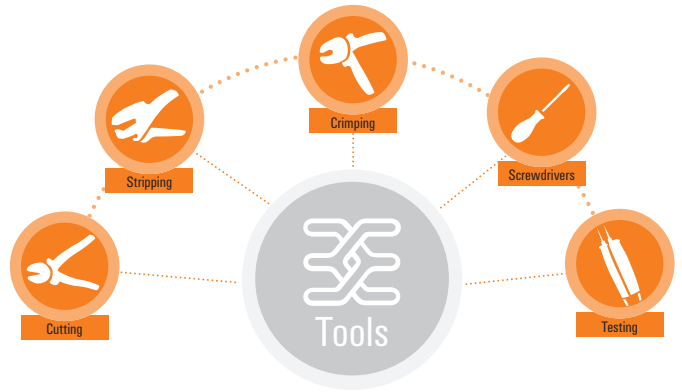 Crimping
Stripping
Screwdrivers
Cutting
Testing
Tools